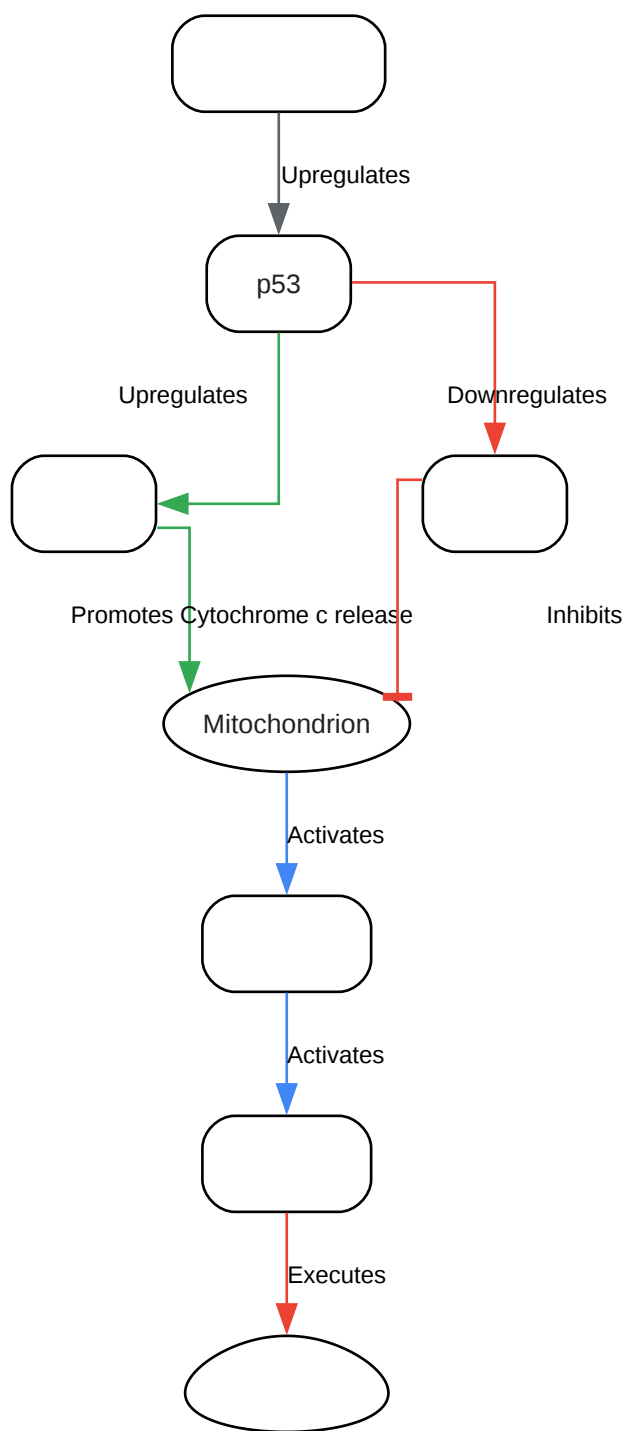 Upregulates
p53
Upregulates
Downregulates
Promotes Cytochrome c release
Inhibits
Mitochondrion
Activates
Activates
Executes